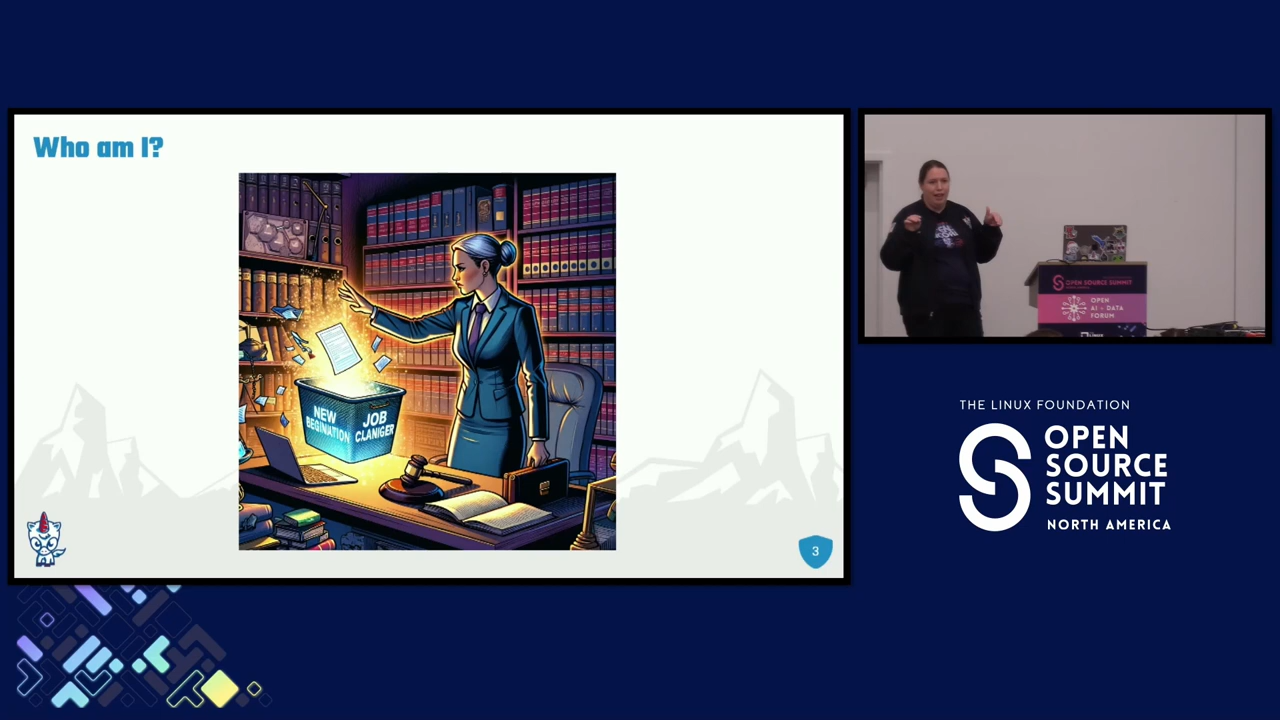 Who am I?
NEW
BEGINATION
JOB
CLANIGER
3
OPEN SOURCE SUMMIT
OPEN
AI + DATA
FORUM
THE LINUX FOUNDATION
OPEN
SOURCE
SUMMIT
NORTH AMERICA